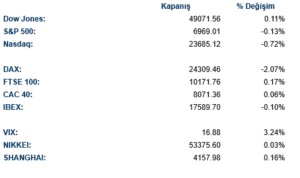 Kapanış % Değişim
Dow Jones: 49071.56 0.11%
S&P 500: 6969.01 -0.13%
Nasdaq: 23685.12 -0.72%
DAX: 24309.46 -2.07%
FTSE 100: 10171.76 0.17%
CAC 40: 8071.36 0.06%
IBEX: 17589.70 -0.10%
VIX: 16.88 3.24%
NIKKEI: 53375.60 0.03%
SHANGHAI: 4157.98 0.16%